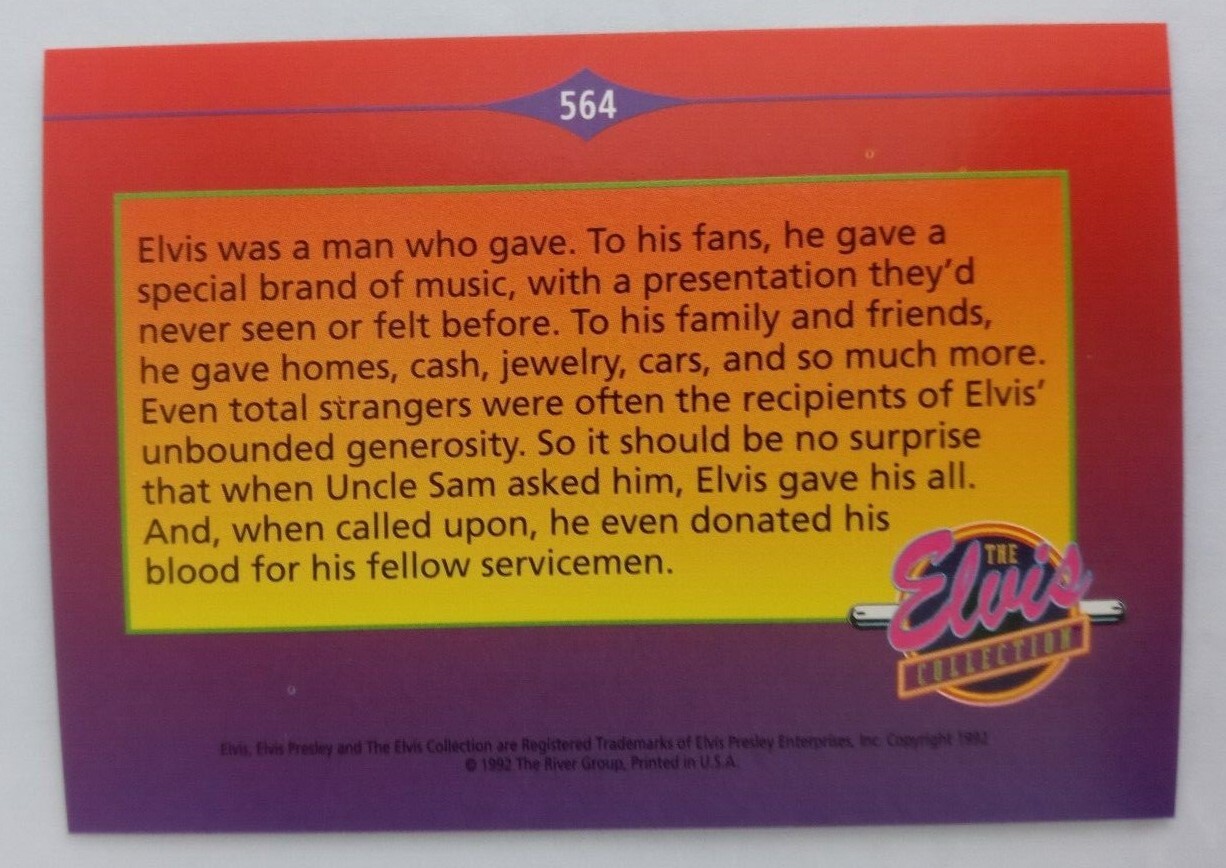 564
Elvis was a man who gave. To his fans, he gave a
special brand of music, with a presentation they'd
never seen or felt before. To his family and friends,
he gave homes, cash, jewelry, cars, and so much more.
Even total strangers were often the recipients of Elvis'
unbounded generosity. So it should be no surprise
that when Uncle Sam asked him, Elvis gave his all.
And, when called upon, he even donated his
blood for his fellow servicemen.
THE
Elvis
COLLECTION
Elvis, Elvis Presley and The Elvis Collection are Registered Trademarks of Elvis Presley Enterprises, Inc. Copyright 1992
© 1992 The River Group, Printed in U.S.A.